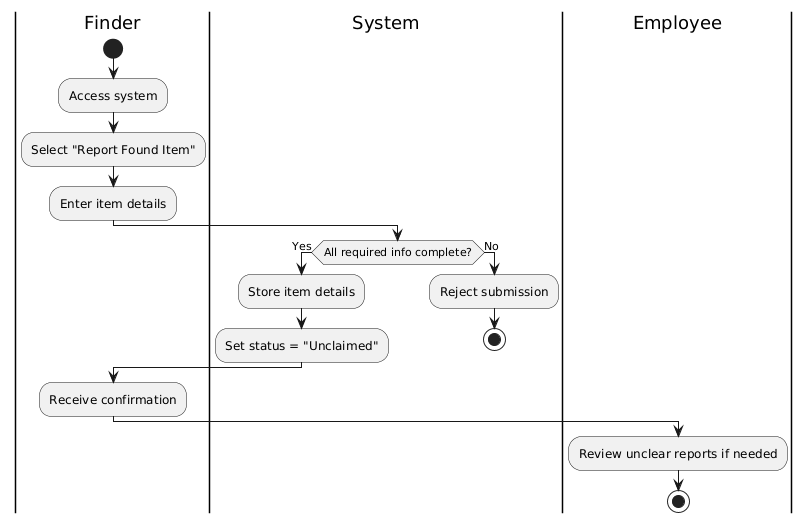 Finder
System
Employee
Access system
Select "Report Found Item"
Enter item details
Yes
All required info complete?
No
Store item details
Reject submission
Set status = "Unclaimed"
Receive confirmation
Review unclear reports if needed